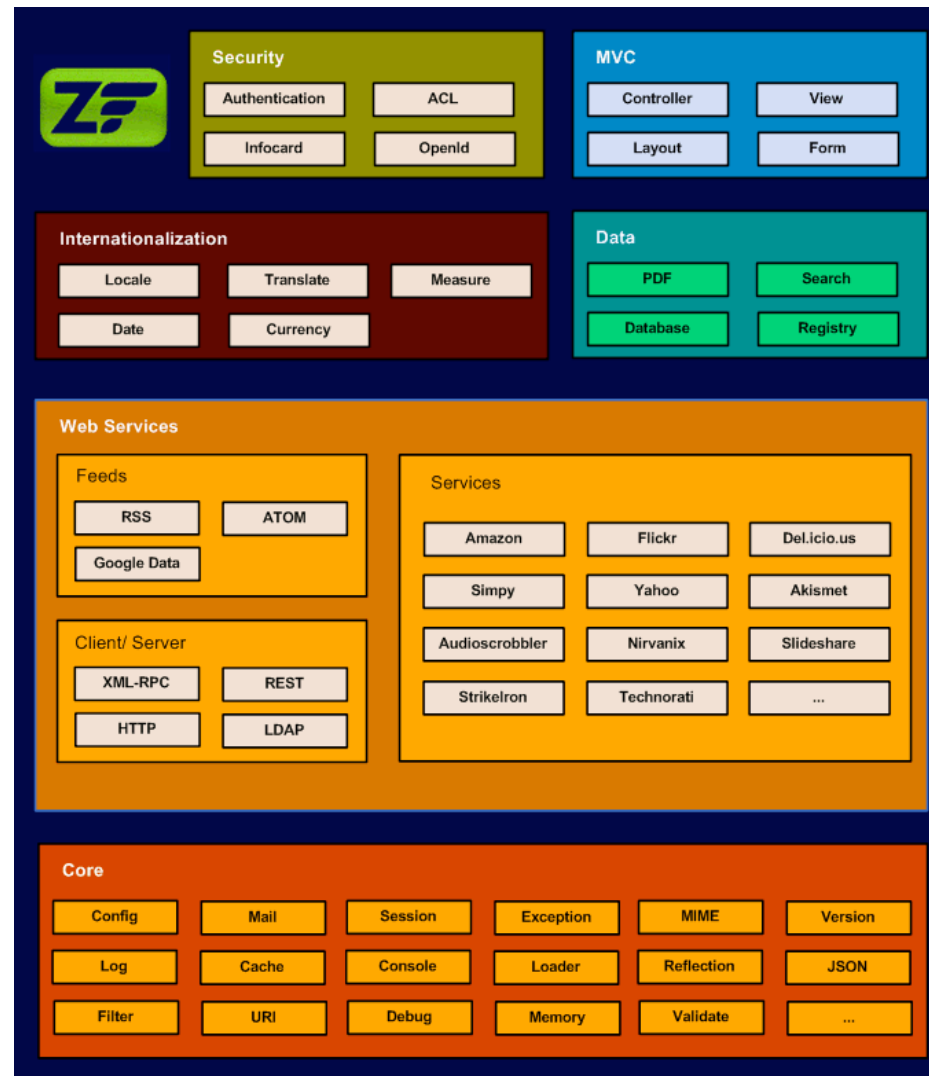 ZF
Security
Authentication
ACL
Infocard
OpenId
MVC
Controller
View
Layout
Form
Internationalization
Locale
Translate
Measure
Date
Currency
Data
PDF
Search
Database
Registry
Web Services
Feeds
RSS
ATOM
Google Data
Client/ Server
XML-RPC
REST
HTTP
LDAP
Services
Amazon
Flickr
Del.icio.us
Simpy
Yahoo
Akismet
Audioscrobbler
Nirvanix
Slideshare
StrikeIron
Technorati
...
Core
Config
Mail
Session
Exception
MIME
Version
Log
Cache
Console
Loader
Reflection
JSON
Filter
URI
Debug
Memory
Validate
...